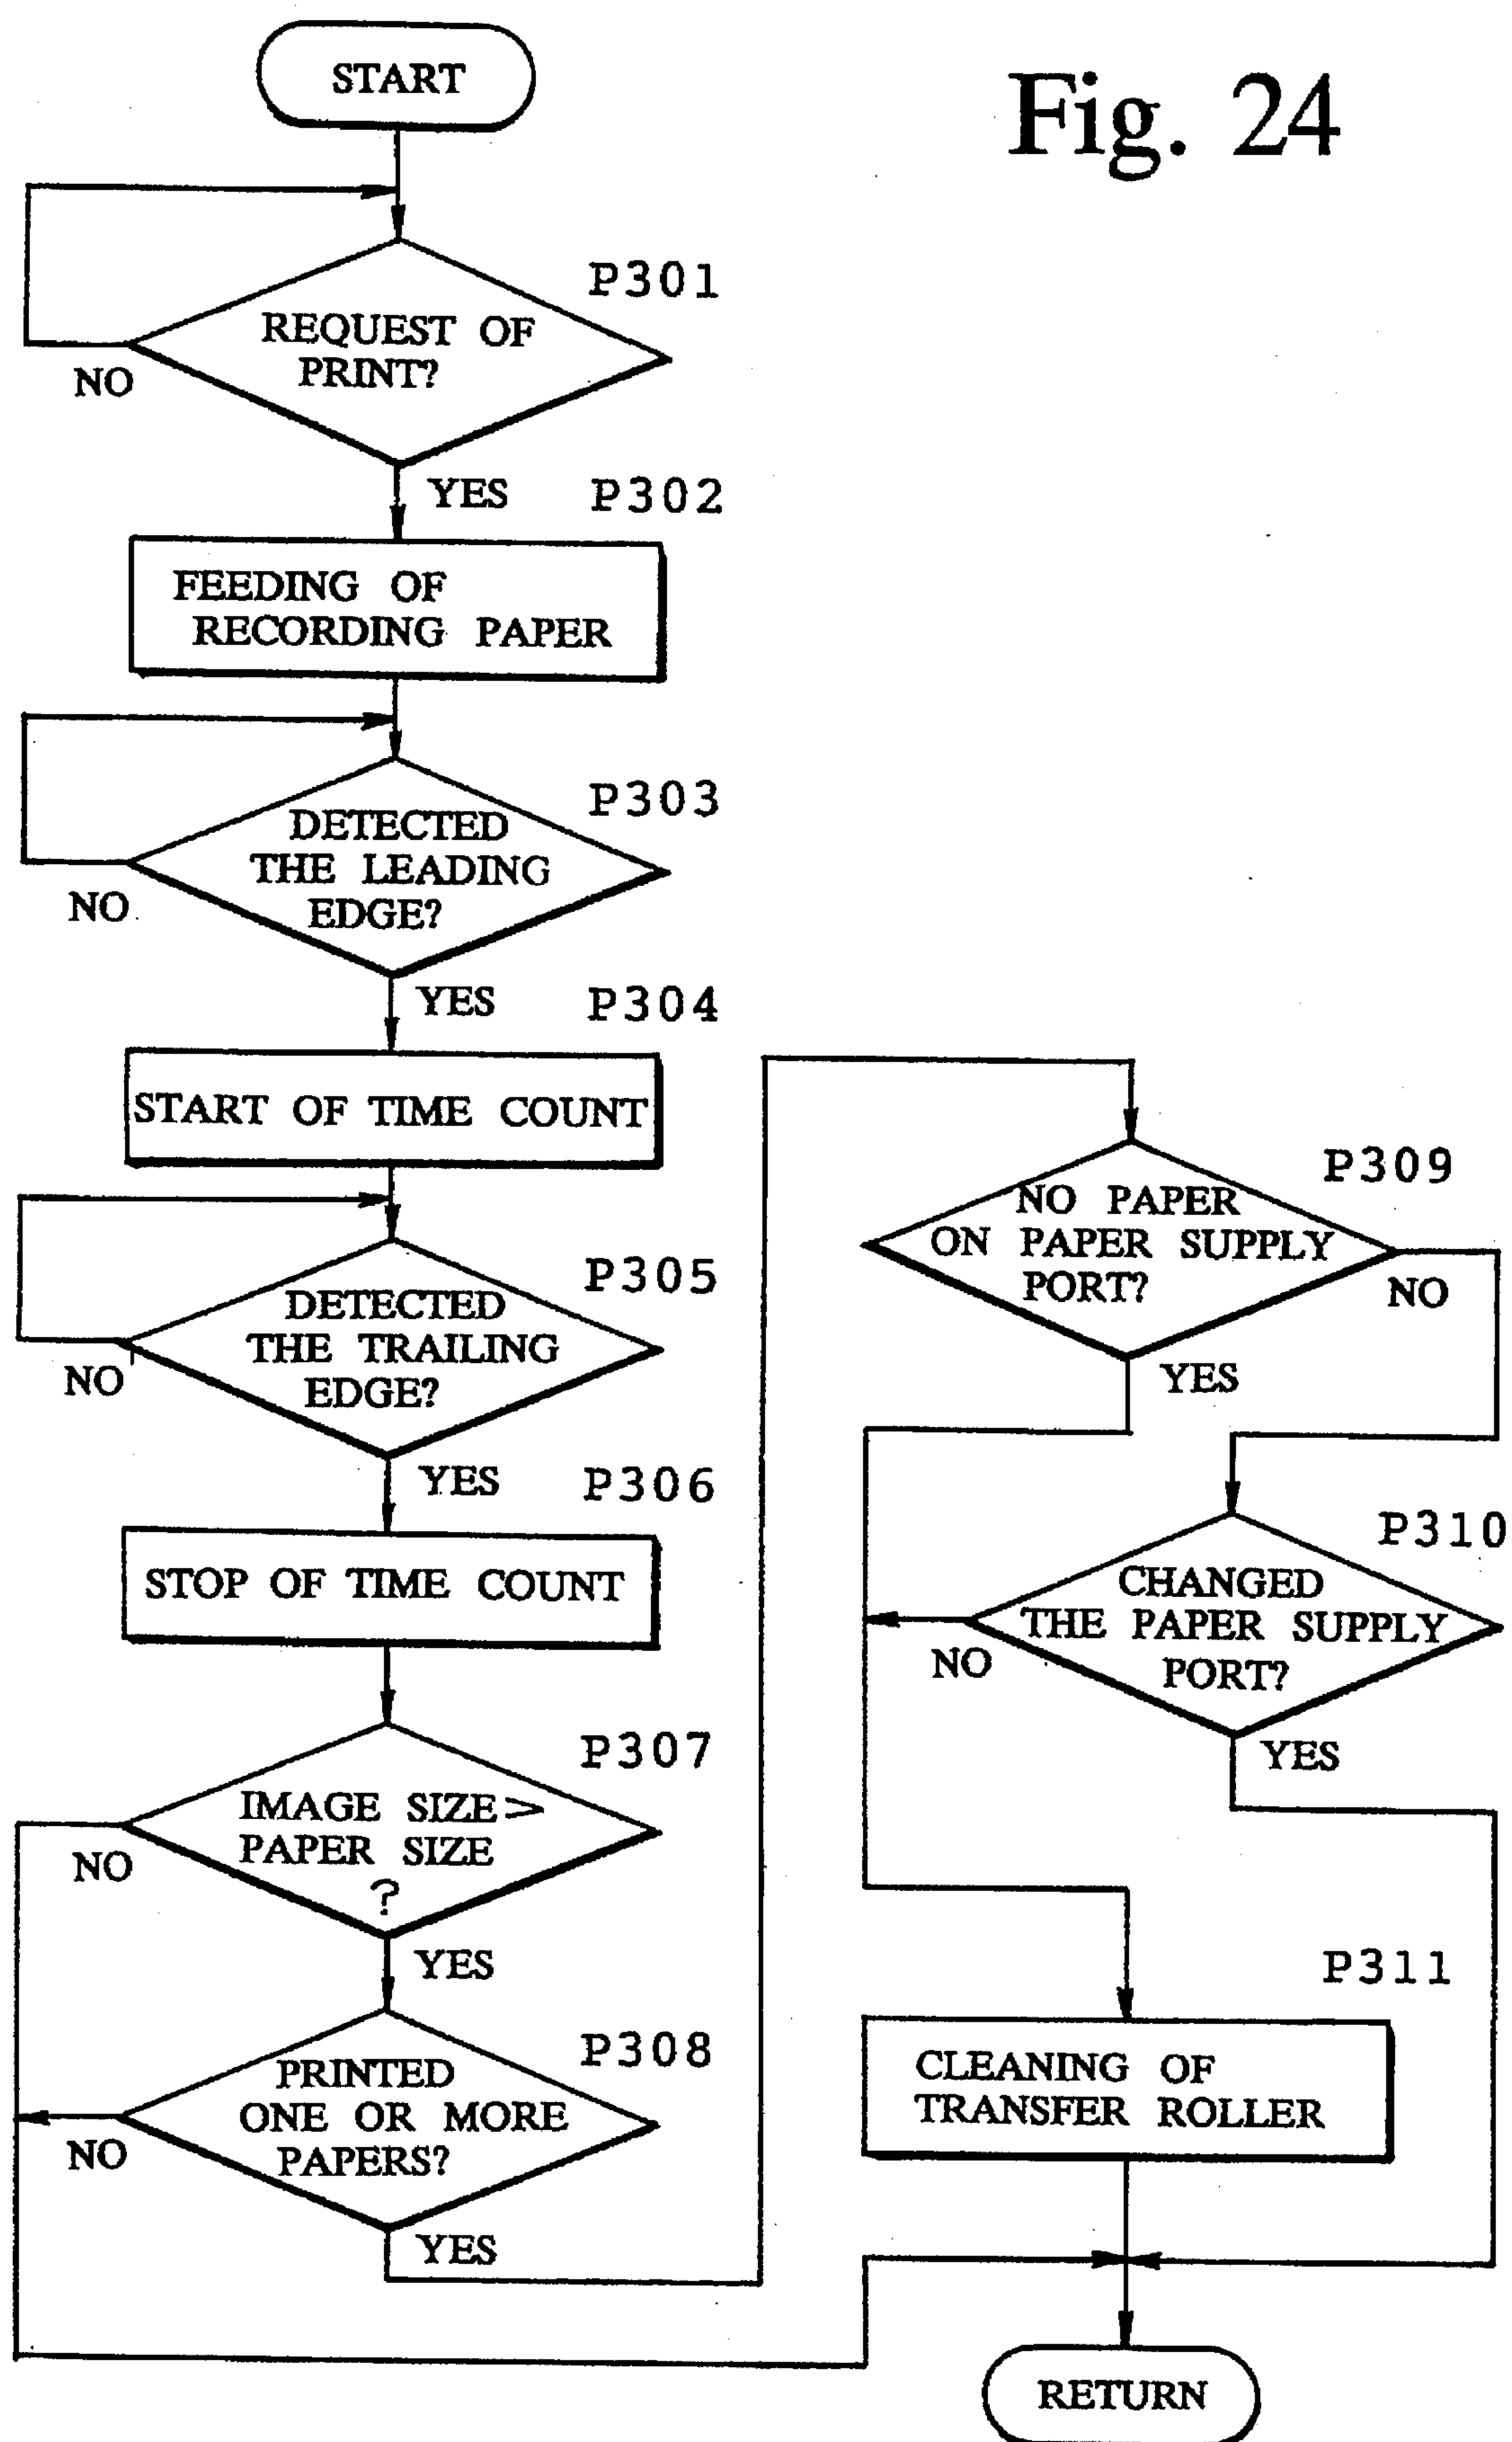 Fig. 24
START
P301
REQUEST OF
PRINT?
NO
YES
P302
FEEDING OF
RECORDING PAPER
P303
DETECTED
THE LEADING
EDGE?
NO
YES
P304
START OF TIME COUNT
P305
DETECTED
THE TRAILING
EDGE?
NO
YES
P306
STOP OF TIME COUNT
P307
IMAGE SIZE >
PAPER SIZE
?
NO
YES
P308
PRINTED
ONE OR MORE
PAPERS?
NO
YES
P309
NO PAPER
ON PAPER SUPPLY
PORT?
NO
YES
P310
CHANGED
THE PAPER SUPPLY
PORT?
NO
YES
P311
CLEANING OF
TRANSFER ROLLER
RETURN